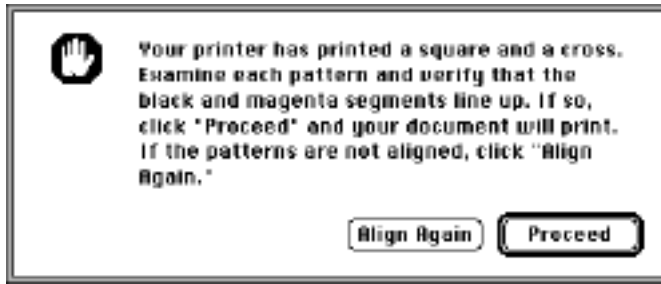 Your printer has printed a square and a cross.
Examine each pattern and verify that the
black and magenta segments line up. If so,
click "Proceed" and your document will print.
If the patterns are not aligned, click "Align
Again."
Align Again
Proceed